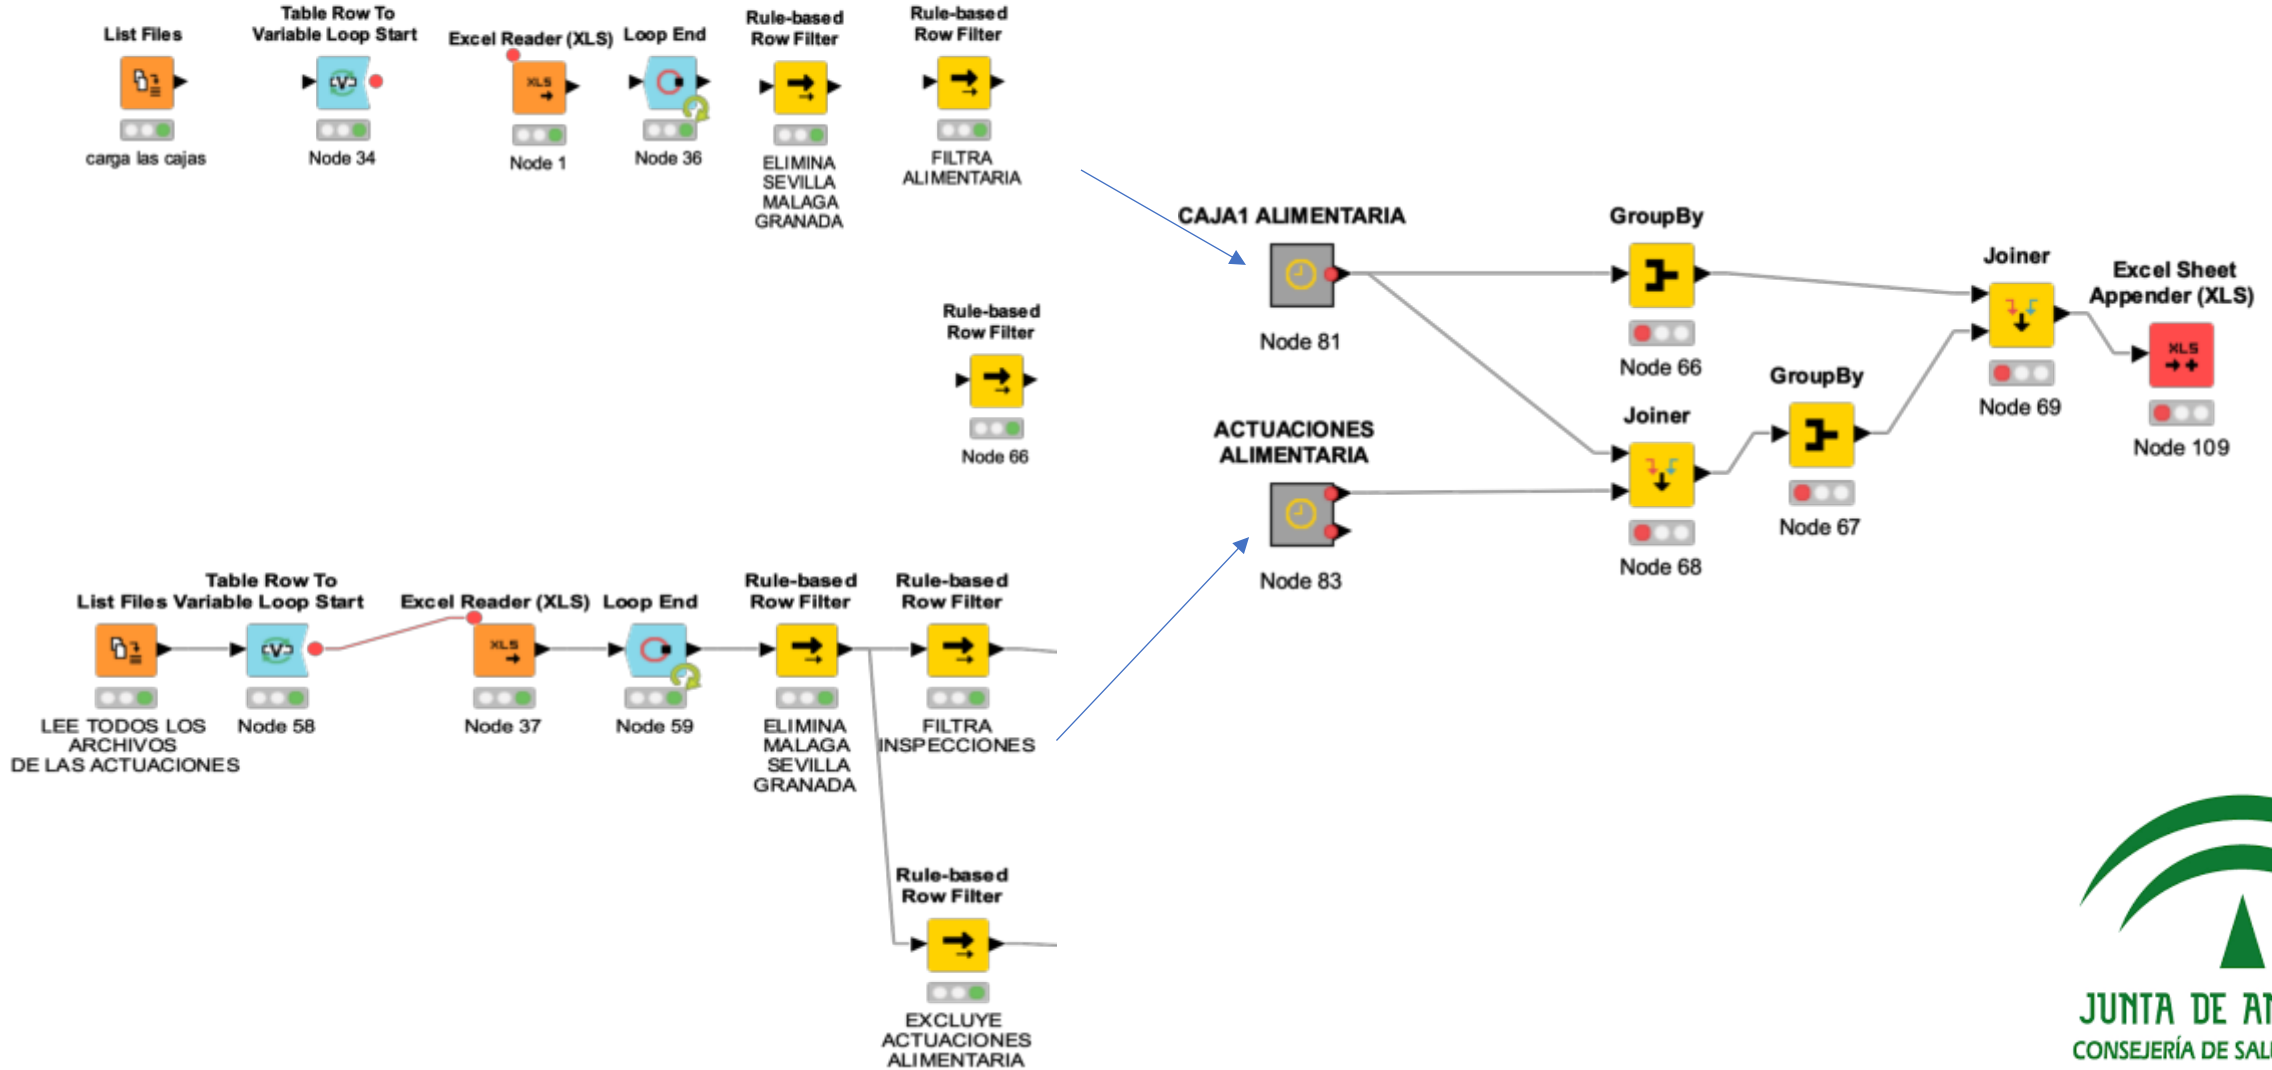 List Files
Table Row To
Variable Loop Start
Excel Reader (XLS)
Loop End
Rule-based
Row Filter
Rule-based
Row Filter
XLS
carga las cajas
Node 34
Node 1
Node 36
ELIMINA
SEVILLA
MALAGA
GRANADA
FILTRA
ALIMENTARIA
Rule-based
Row Filter
Node 66
CAJA1 ALIMENTARIA
Node 81
GroupBy
Node 66
ACTUACIONES
ALIMENTARIA
Node 83
Joiner
Node 68
GroupBy
Node 67
Joiner
Node 69
Excel Sheet
Appender (XLS)
XLS
Node 109
List Files
Table Row To
Variable Loop Start
Excel Reader (XLS)
Loop End
Rule-based
Row Filter
Rule-based
Row Filter
V
XLS
LEE TODOS LOS
ARCHIVOS
DE LAS ACTUACIONES
Node 58
Node 37
Node 59
ELIMINA
MALAGA
SEVILLA
GRANADA
FILTRA
INSPECCIONES
Rule-based
Row Filter
EXCLUYE
ACTUACIONES
ALIMENTARIA
JUNTA DE
CONSEJERÍA DE